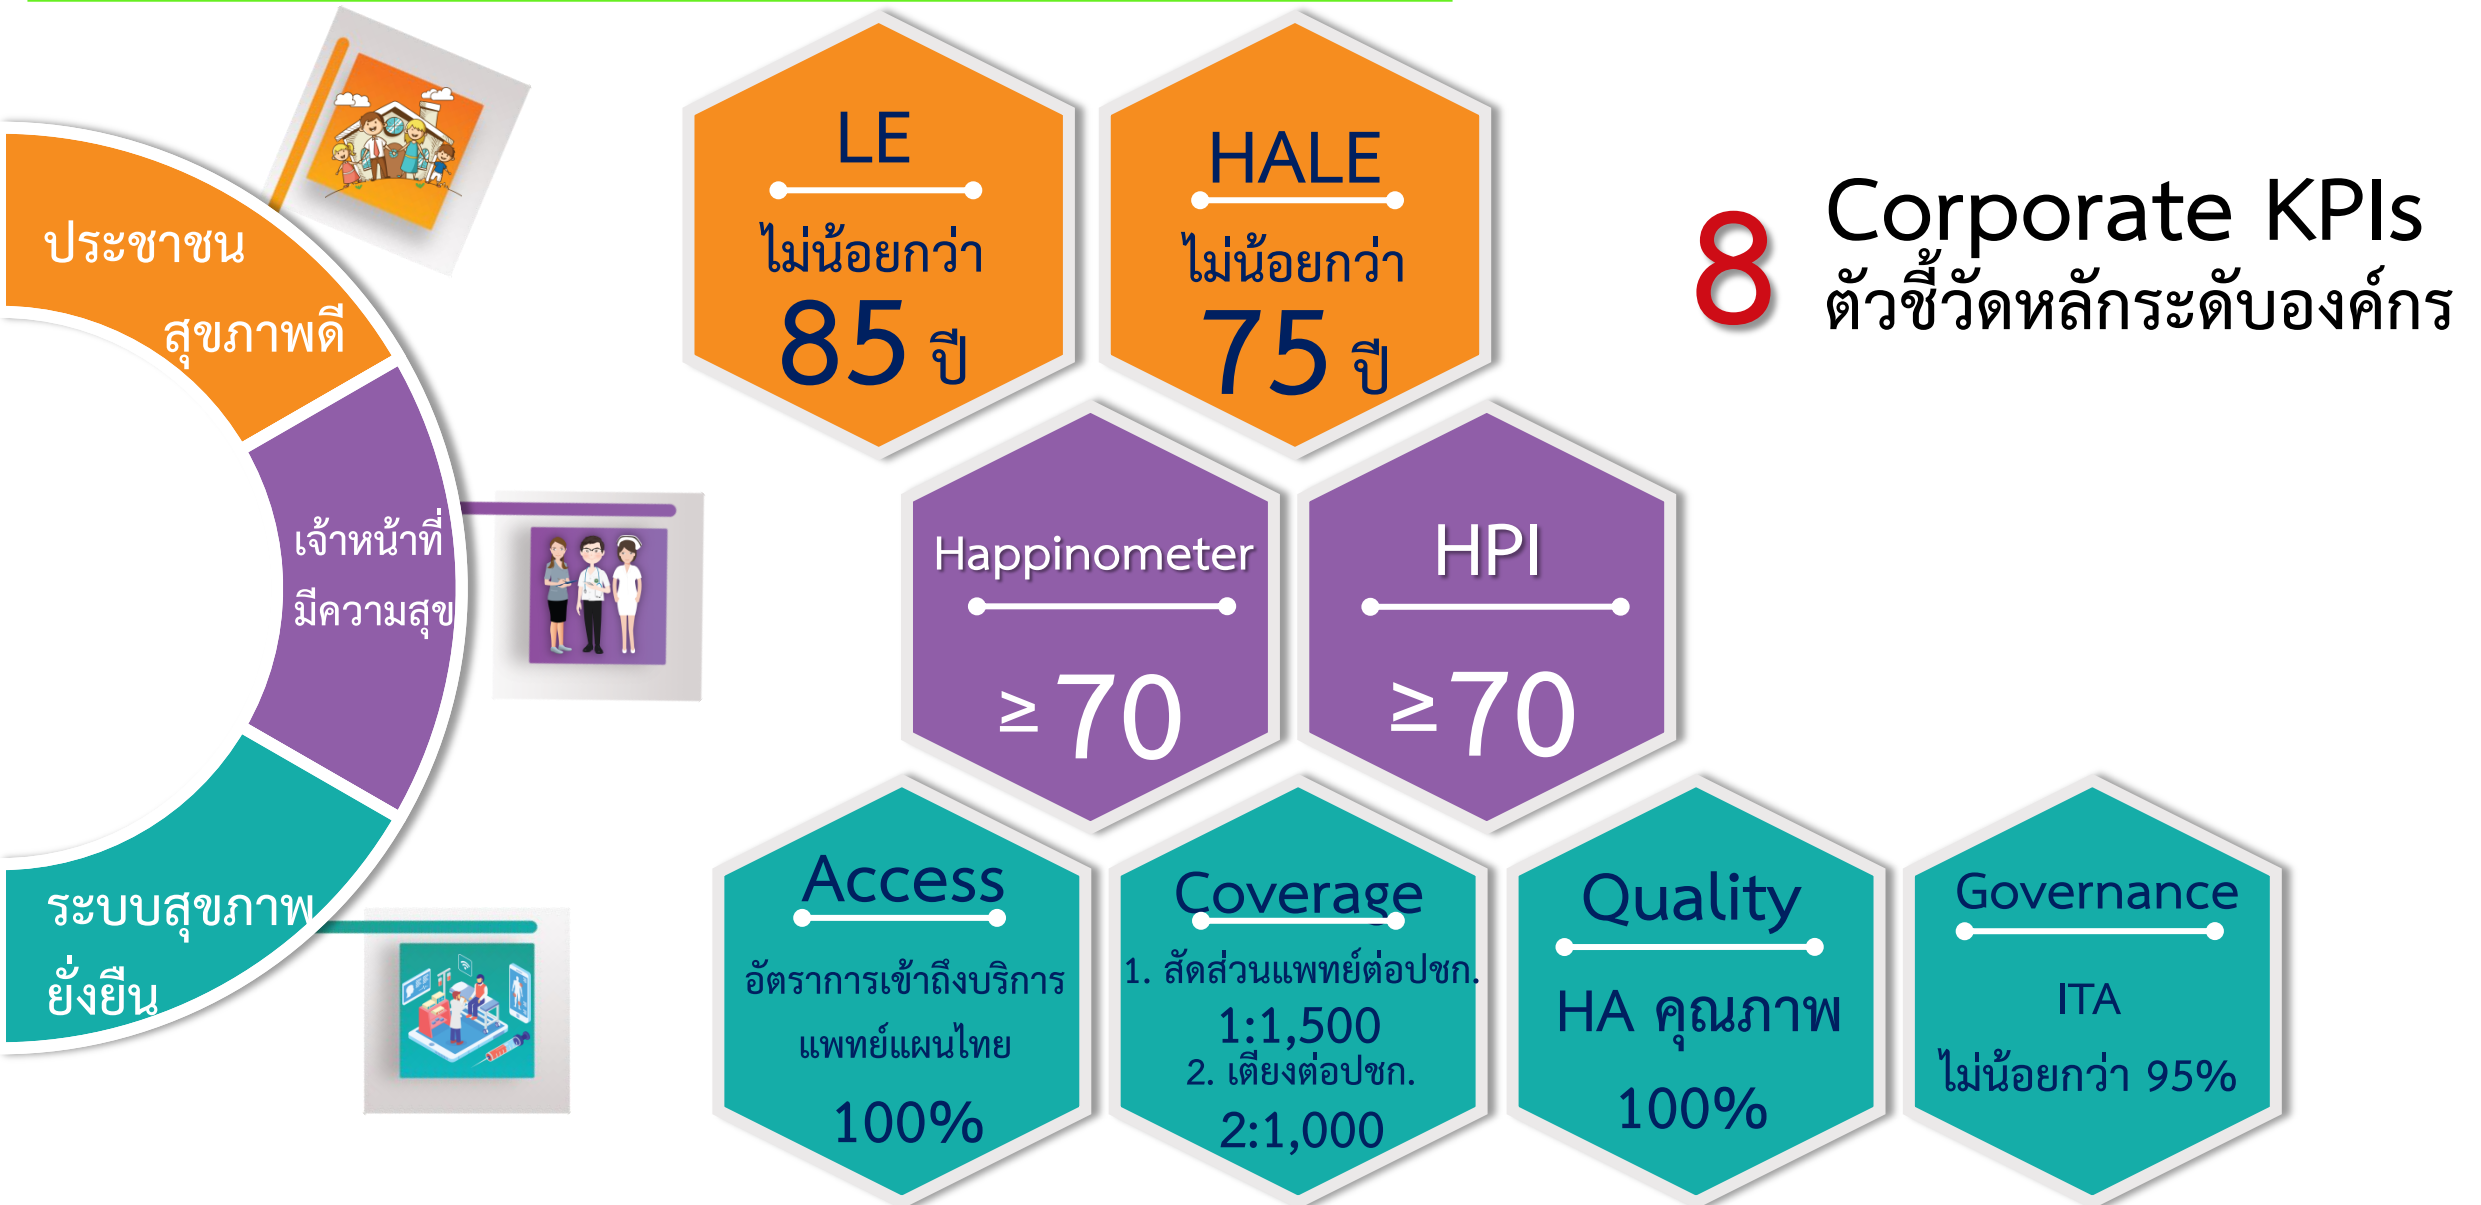 8 Corporate KPIs
ตัวชี้วัดหลักระดับองค์กร
ประชาชน
สุขภาพดี
LE
ไม่น้อยกว่า
85 ปี
HALE
ไม่น้อยกว่า
75 ปี
เจ้าหน้าที่
มีความสุข
Happinometer
≥ 70
HPI
≥ 70
ระบบสุขภาพ
ยั่งยืน
Access
อัตราการเข้าถึงบริการ
แพทย์แผนไทย
100%
Coverage
1. สัดส่วนแพทย์ต่อปชก.
1:1,500
2. เตียงต่อปชก.
2:1,000
Quality
HA คุณภาพ
100%
Governance
ITA
ไม่น้อยกว่า 95%